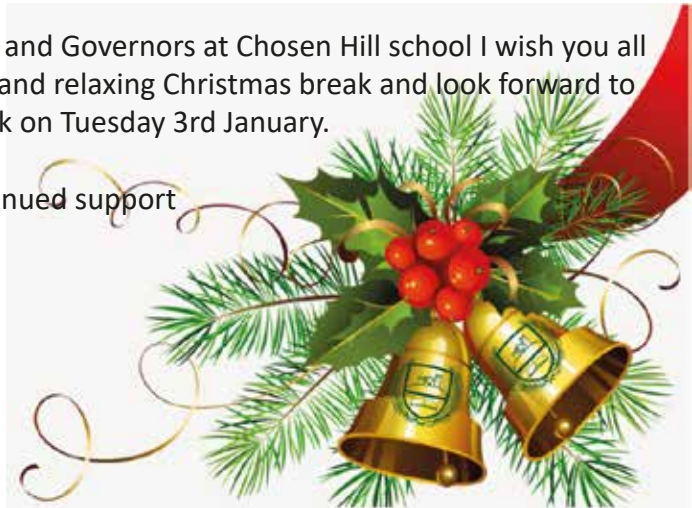 and Governors at Chosen Hill school I wish you all
and relaxing Christmas break and look forward to
k on Tuesday 3rd January.
nued support